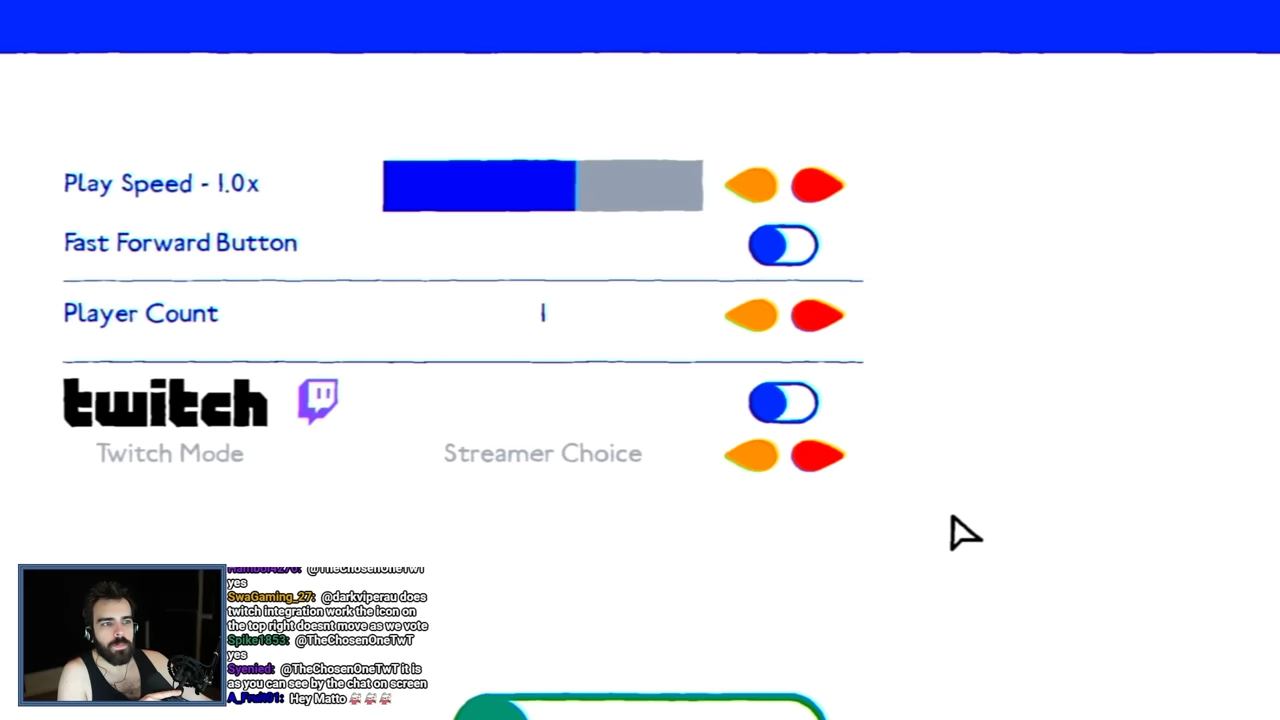 Play Speed - 1.0x
Fast Forward Button
Player Count 1
twitch
Twitch Mode Streamer Choice
@TheChosenOneTwT
yes
SwaGaming_27: @darkviperau does
twitch integration work the icon on
the top right doesnt move as we vote
Spike1853: @TheChosenOneTwT
yes
Syenied: @TheChosenOneTwT it is
as you can see by the chat on screen
Hey Matto